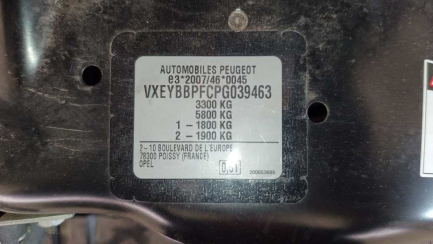 AUTOMOBILES PEUGEOT
e3*2007/46*0045
VXEYBBPFCPG039463
3300 KG
5800 KG
1 - 1800 KG
2 - 1900 KG
2-10 BOULEVARD DE L'EUROPE
78300 POISSY (FRANCE)
OPEL